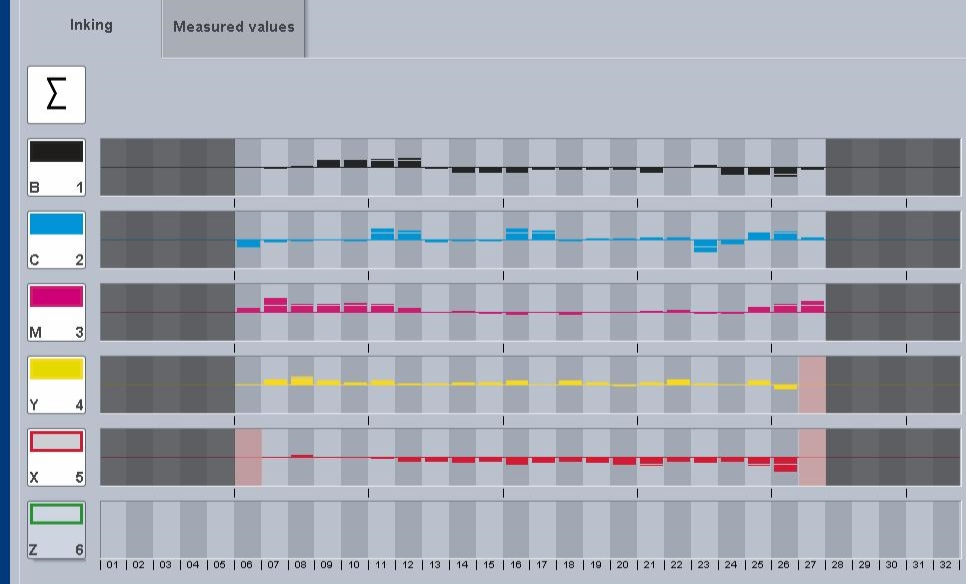 Inking
Measured values
Σ
B 1
C 2
M 3
Y 4
X 5
Z 6
01 02 03 04 05 06 07 08 09 10 11 12 13 14 15 16 17 18 19 20 21 22 23 24 25 26 27 28 29 30 31 32